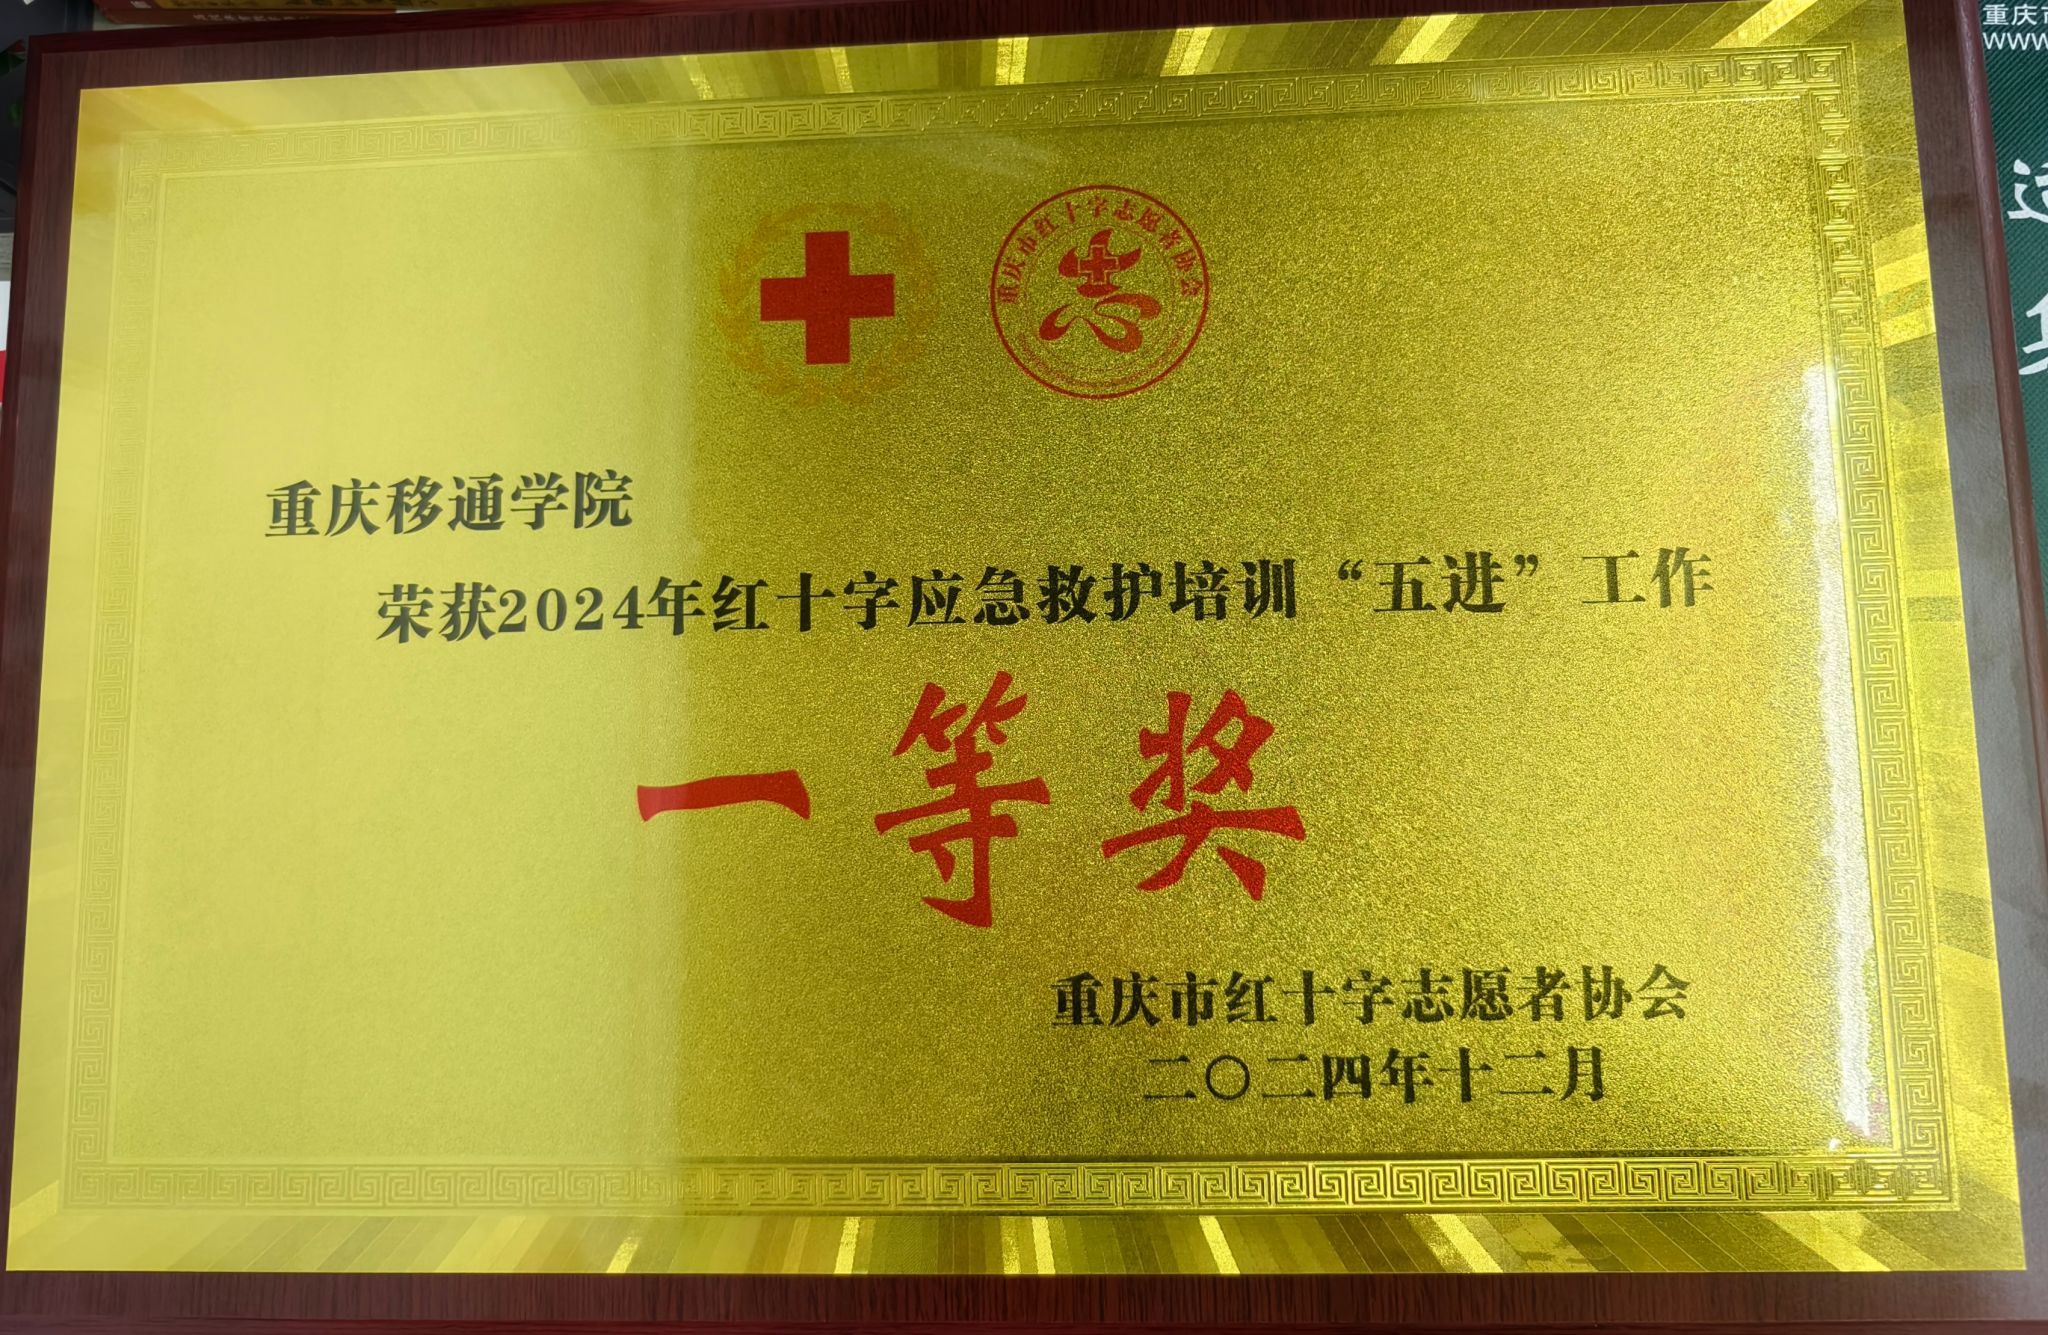 重庆市红十字志愿者协会
志
重庆移通学院
荣获2024年红十字应急救护培训“五进”工作
一等奖
重庆市红十字志愿者协会
二〇二四年十二月
重庆
WWW